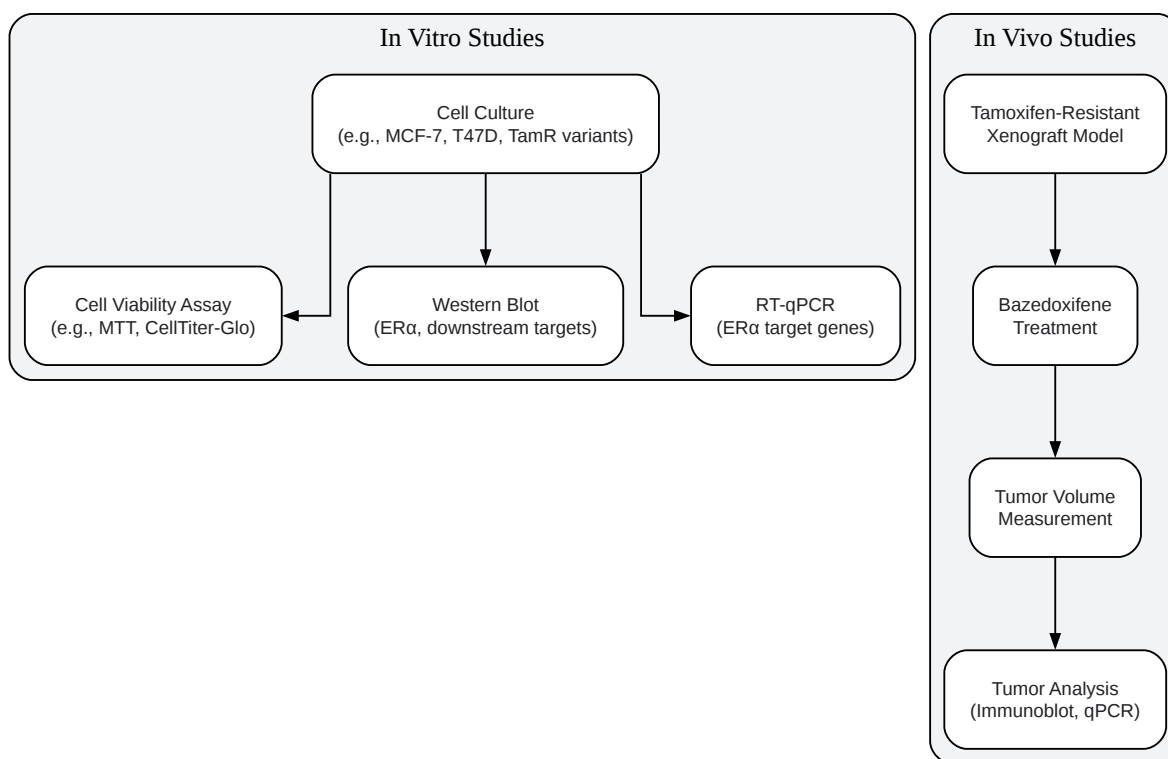 In Vitro Studies
Cell Culture
(e.g., MCF-7, T47D, TamR variants)
Cell Viability Assay
(e.g., MTT, CellTiter-Glo)
Western Blot
(ERα, downstream targets)
RT-qPCR
(ERα target genes)
In Vivo Studies
Tamoxifen-Resistant
Xenograft Model
Bazedoxifene
Treatment
Tumor Volume
Measurement
Tumor Analysis
(Immunoblot, qPCR)